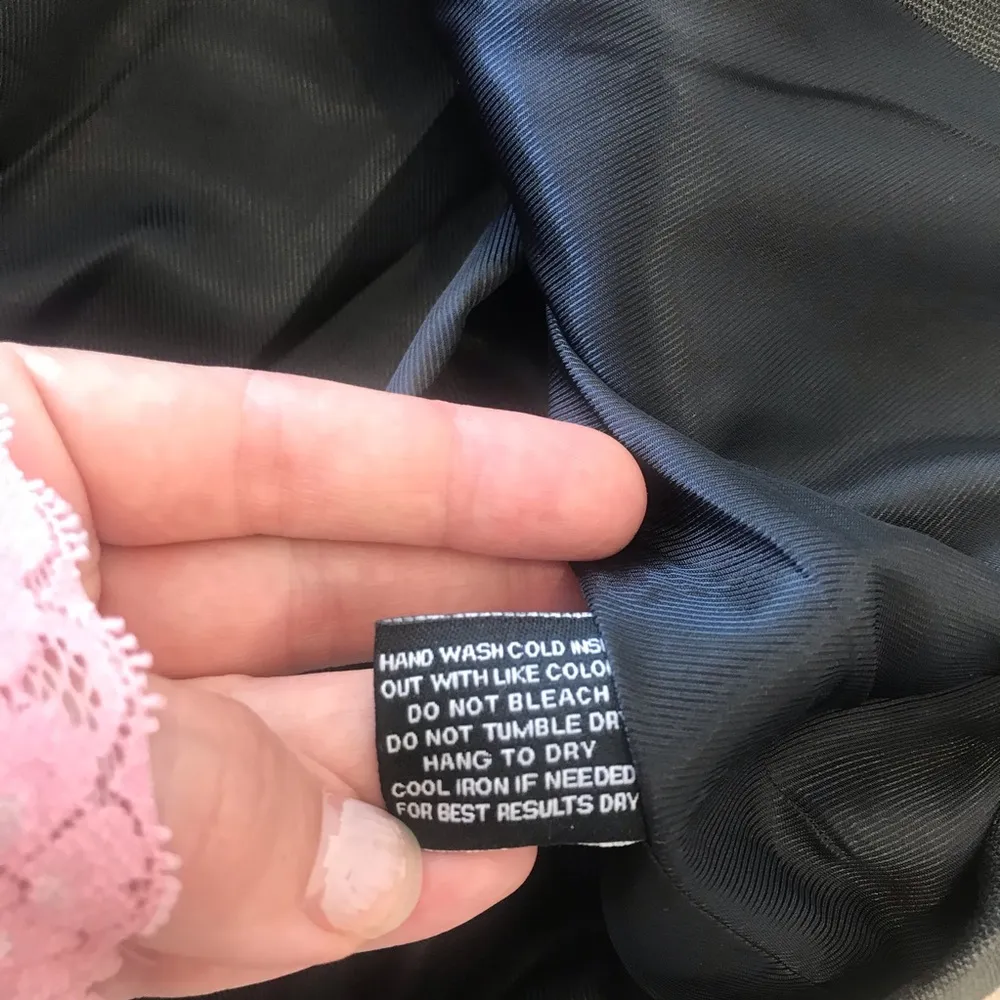 HAND WASH COLD INSI
OUT WITH LIKE COLO
DO NOT BLEACH
DO NOT TUMBLE DR
HANG TO DRY
COOL IRON IF NEEDED
FOR BEST RESULTS DRY